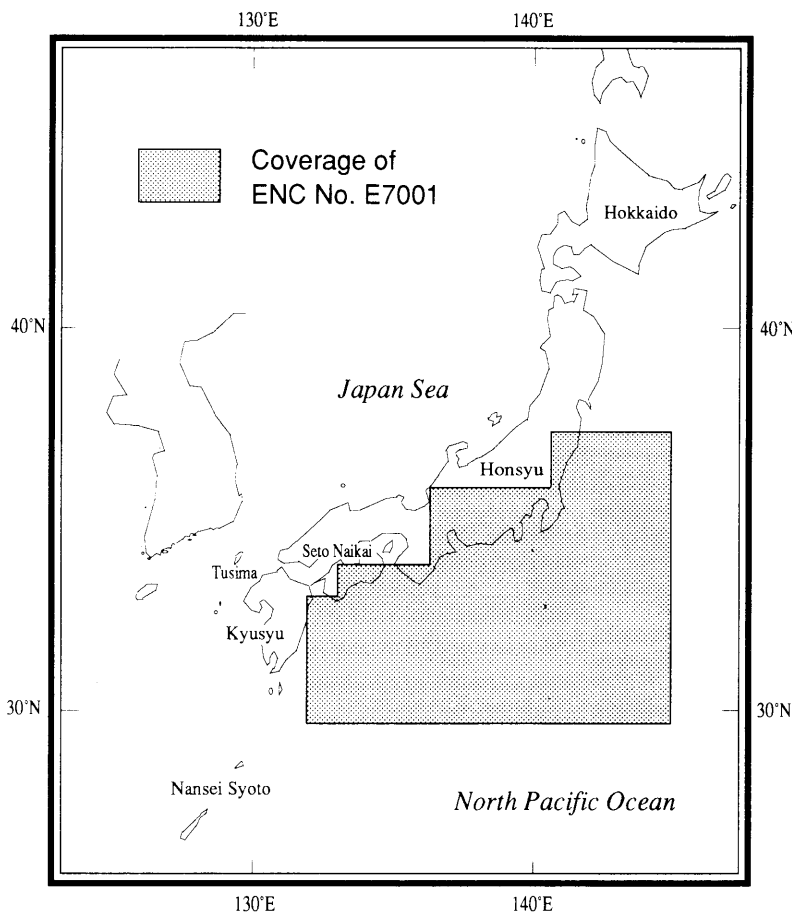 130°E 140°E
Coverage of
ENC No. E7001
Hokkaido
40°N 40°N
Japan Sea
Honsyu
Seto Naikai
Tusima
Kyusyu
30°N 30°N
Nansei Syoto
North Pacific Ocean
130°E 140°E